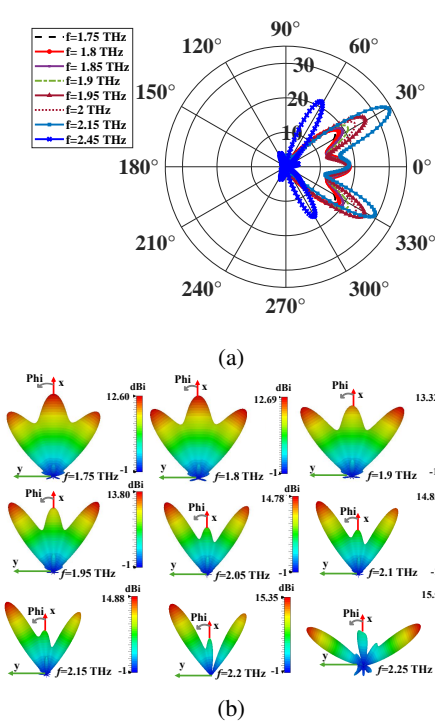 f=1.75 THz
f= 1.8 THz
f= 1.85 THz
f=1.9 THz
f=1.95 THz
f=2 THz
f=2.15 THz
f=2.45 THz
90°
120° 60°
150° 30°
180° 0°
210° 330°
240° 300°
270°
30
20
10
(a)
Phi x dBi 12.60 -1 y f=1.75 THz
Phi x dBi 12.69 -1 y f=1.8 THz
Phi x y f=1.9 THz
Phi x dBi 13.80 -1 y f=1.95 THz
Phi x dBi 14.78 -1 y f=2.05 THz
Phi x y f=2.1 THz
Phi x dBi 14.88 -1 y f=2.15 THz
Phi x dBi 15.35 -1 y f=2.2 THz
Phi x y f=2.25 THz
(b)